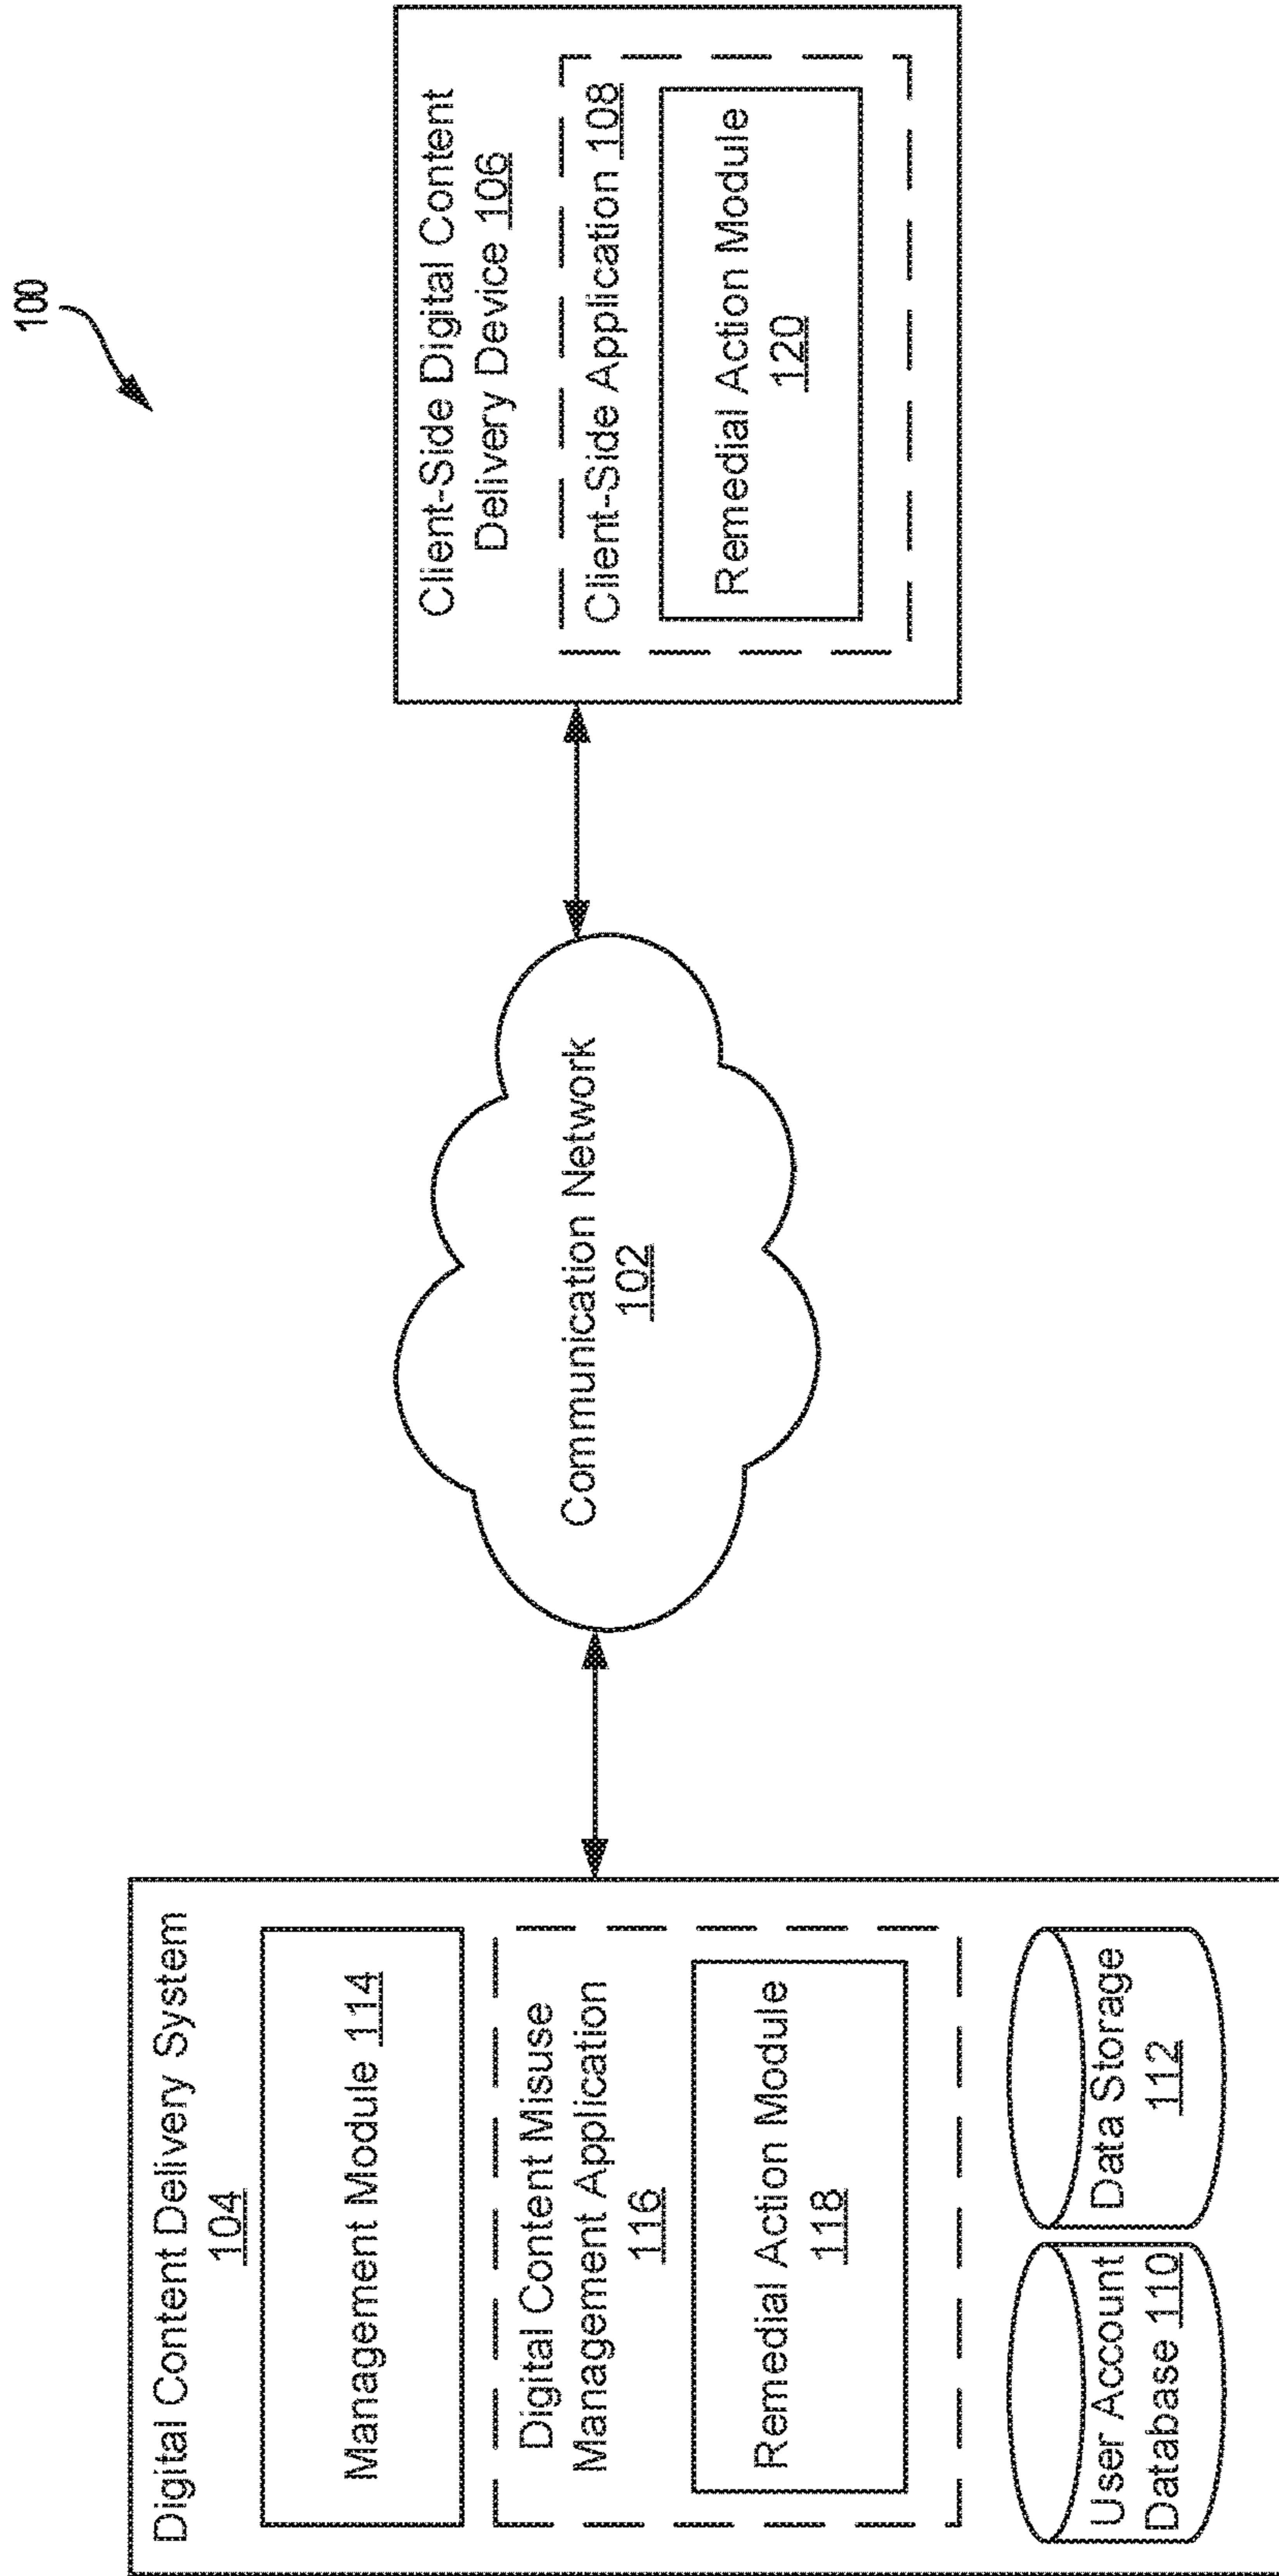 100
Digital Content Delivery System
104
Management Module 114
Digital Content Misuse
Management Application
116
Remedial Action Module
118
User Account
Database 110
Data Storage
112
Communication Network
102
Client-Side Digital Content
Delivery Device 106
Client-Side Application 108
Remedial Action Module
120